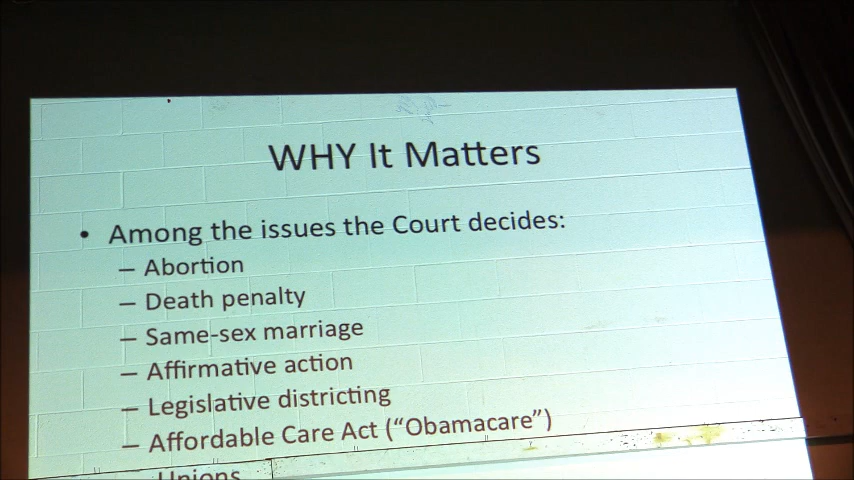 WHY It Matters
• Among the issues the Court decides:
– Abortion
– Death penalty
– Same-sex marriage
– Affirmative action
– Legislative districting
– Affordable Care Act (“Obamacare”)
Unions